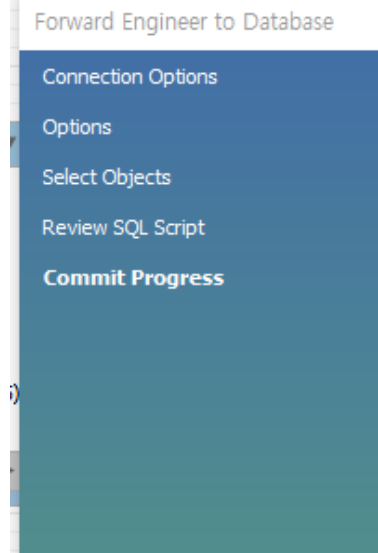 Forward Engineer to Database
Connection Options
Options
Select Objects
Review SQL Script
Commit Progress